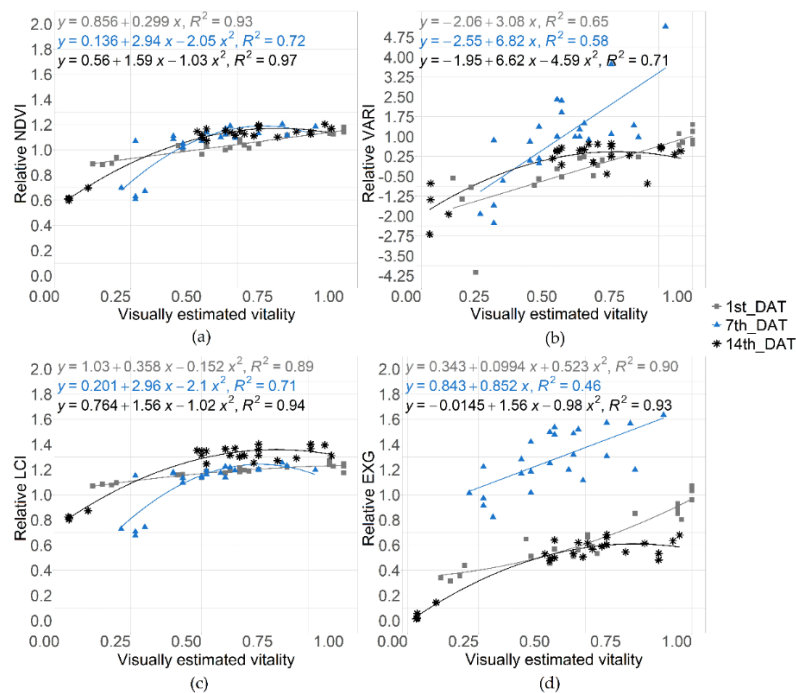 y = 0.856 + 0.299 x, R² = 0.93
y = 0.136 + 2.94 x − 2.05 x², R² = 0.72
y = 0.56 + 1.59 x − 1.03 x², R² = 0.97
2.0
1.8
1.6
1.4
1.2
1.0
0.8
0.6
0.4
0.2
0.0
Relative NDVI
0.00 0.25 0.50 0.75 1.00
Visually estimated vitality
(a)
y = −2.06 + 3.08 x, R² = 0.65
y = −2.55 + 6.82 x, R² = 0.58
y = −1.95 + 6.62 x − 4.59 x², R² = 0.71
4.75
4.00
3.25
2.50
1.75
1.00
0.25
−0.50
−1.25
−2.00
−2.75
−3.50
−4.25
Relative VARI
0.00 0.25 0.50 0.75 1.00
Visually estimated vitality
(b)
1st_DAT
7th_DAT
14th_DAT
y = 1.03 + 0.358 x − 0.152 x², R² = 0.89
y = 0.201 + 2.96 x − 2.1 x², R² = 0.71
y = 0.764 + 1.56 x − 1.02 x², R² = 0.94
1.8
1.6
1.4
1.2
1.0
0.8
0.6
0.4
0.2
0.0
Relative LCI
0.00 0.25 0.50 0.75 1.00
Visually estimated vitality
(c)
y = 0.343 + 0.0994 x + 0.523 x², R² = 0.90
y = 0.843 + 0.852 x, R² = 0.46
y = −0.0145 + 1.56 x − 0.98 x², R² = 0.93
1.8
1.6
1.4
1.2
1.0
0.8
0.6
0.4
0.2
0.0
Relative EXG
0.00 0.25 0.50 0.75 1.00
Visually estimated vitality
(d)